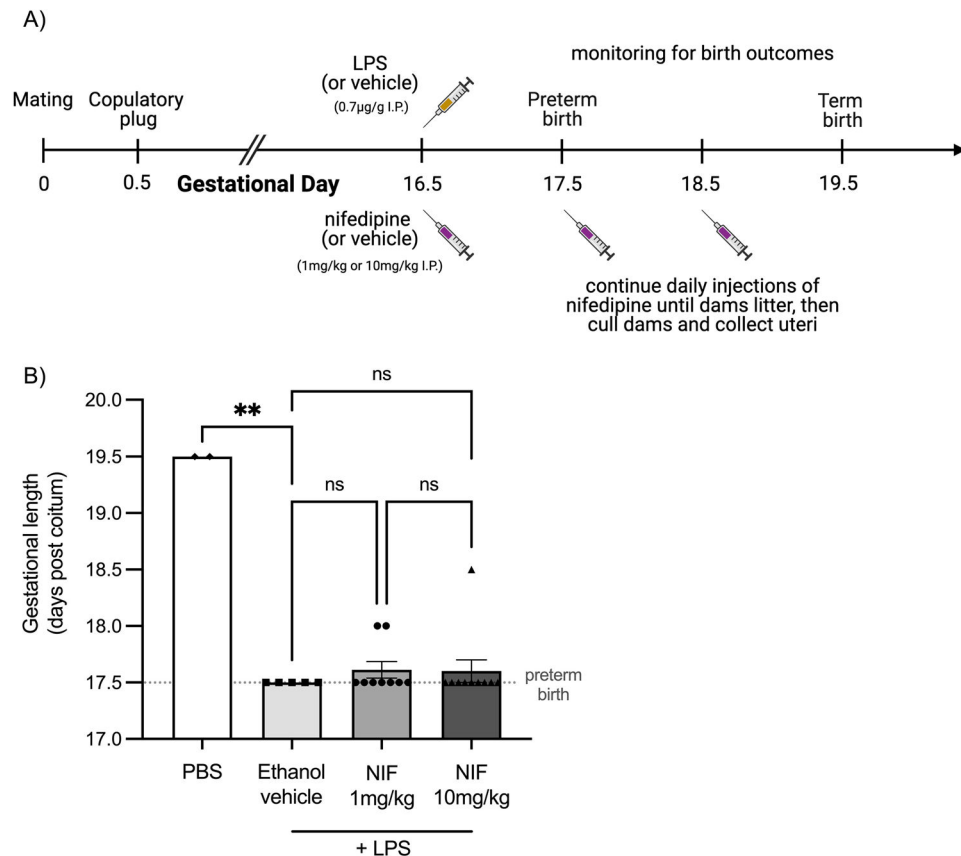 A)
monitoring for birth outcomes
LPS
(or vehicle)
(0.7µg/g I.P.)
Mating
Copulatory
plug
Preterm
birth
Term
birth
0
0.5
Gestational Day
16.5
17.5
18.5
19.5
nifedipine
(or vehicle)
(1mg/kg or 10mg/kg I.P.)
continue daily injections of
nifedipine until dams litter, then
cull dams and collect uteri
B)
Gestational length
(days post coitum)
20.0
19.5
19.0
18.5
18.0
17.5
17.0
ns
**
ns
ns
preterm
birth
PBS
Ethanol
vehicle
NIF
1mg/kg
NIF
10mg/kg
+ LPS